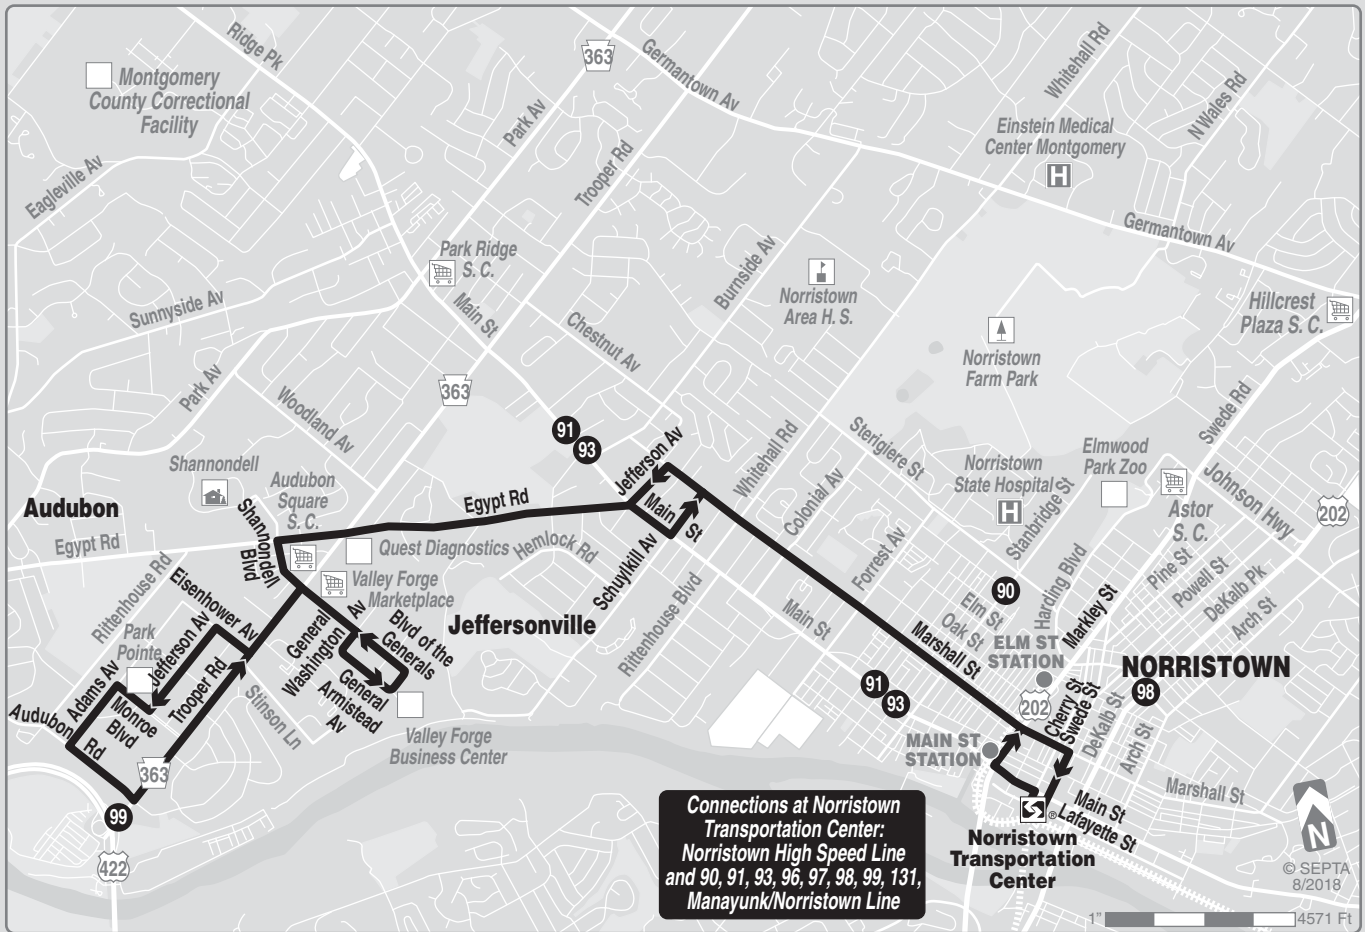 Ridge Pk
363
Germantown Av
Whitehall Rd
N Wales Rd
Montgomery
County Correctional
Facility
Park Av
Trooper Rd
Einstein Medical
Center Montgomery
H
Eagleville Av
Germantown Av
Park Ridge
S. C.
Burnside Av
Norristown
Area H. S.
Hillcrest
Plaza S. C.
Sunnyside Av
Main St
Chestnut Av
Norristown
Farm Park
Park Av
363
Woodland Av
Swede Rd
91
93
Jefferson Av
Whitehall Rd
Sterigiere St
Elmwood
Park Zoo
Shannondell
Audubon
Square
S. C.
Norristown
State Hospital
H
Johnson Hwy
Audubon
Egypt Rd
Main St
Colonial Av
Stanbridge St
Astor
S. C.
202
Egypt Rd
Shannondell
Blvd
Quest Diagnostics
Hemlock Rd
Schuylkill Av
Forrest Av
Pine St
Powell St
DeKalb Pk
Arch St
Rittenhouse Rd
Eisenhower Av
Valley Forge
Marketplace
Rittenhouse Blvd
90
Harding Blvd
Markley St
Park
Pointe
Jefferson Av
General
Washington
Av
Blvd of the
Generals
Jeffersonville
Main St
Elm St
Oak St
Marshall St
ELM ST
STATION
NORRISTOWN
Adams Av
Monroe
Blvd
Trooper Rd
Stinson Ln
General
Armistead
Av
Valley Forge
Business Center
91
93
98
202
Cherry St
Swede St
DeKalb St
Arch St
Audubon
Rd
363
MAIN ST
STATION
Marshall St
99
422
Main St
Lafayette St
®
Norristown
Transportation
Center
Connections at Norristown
Transportation Center:
Norristown High Speed Line
and 90, 91, 93, 96, 97, 98, 99, 131,
Manayunk/Norristown Line
N
© SEPTA
8/2018
1" 4571 Ft